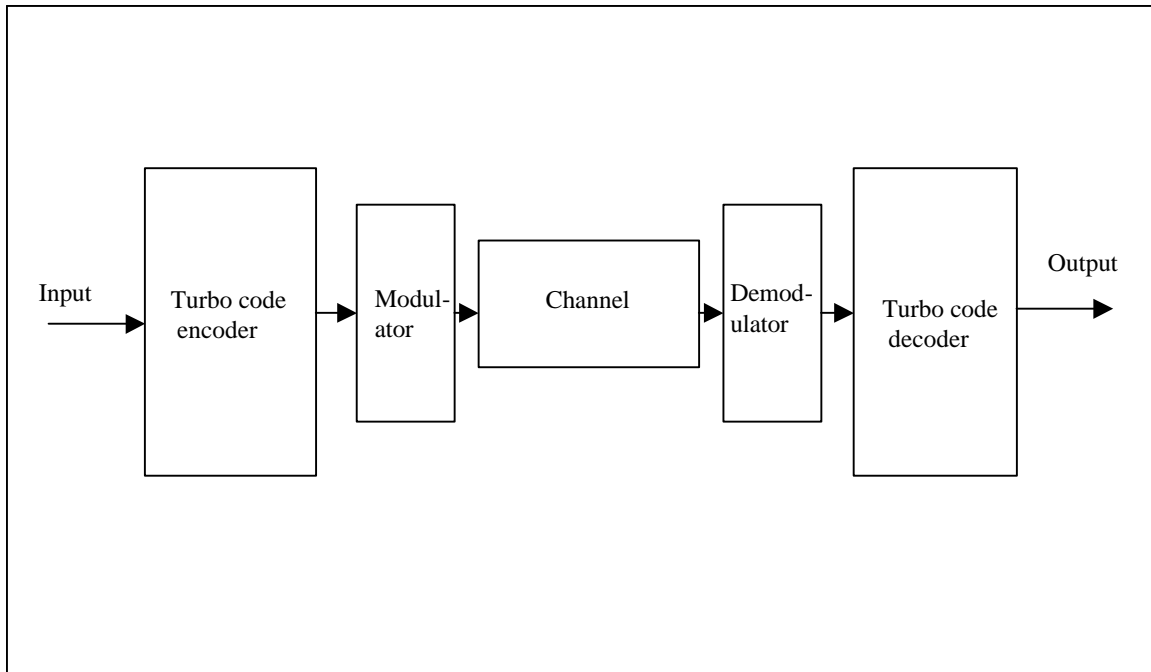 Input
Turbo code
encoder
Modul-
ator
Channel
Demod-
ulator
Turbo code
decoder
Output